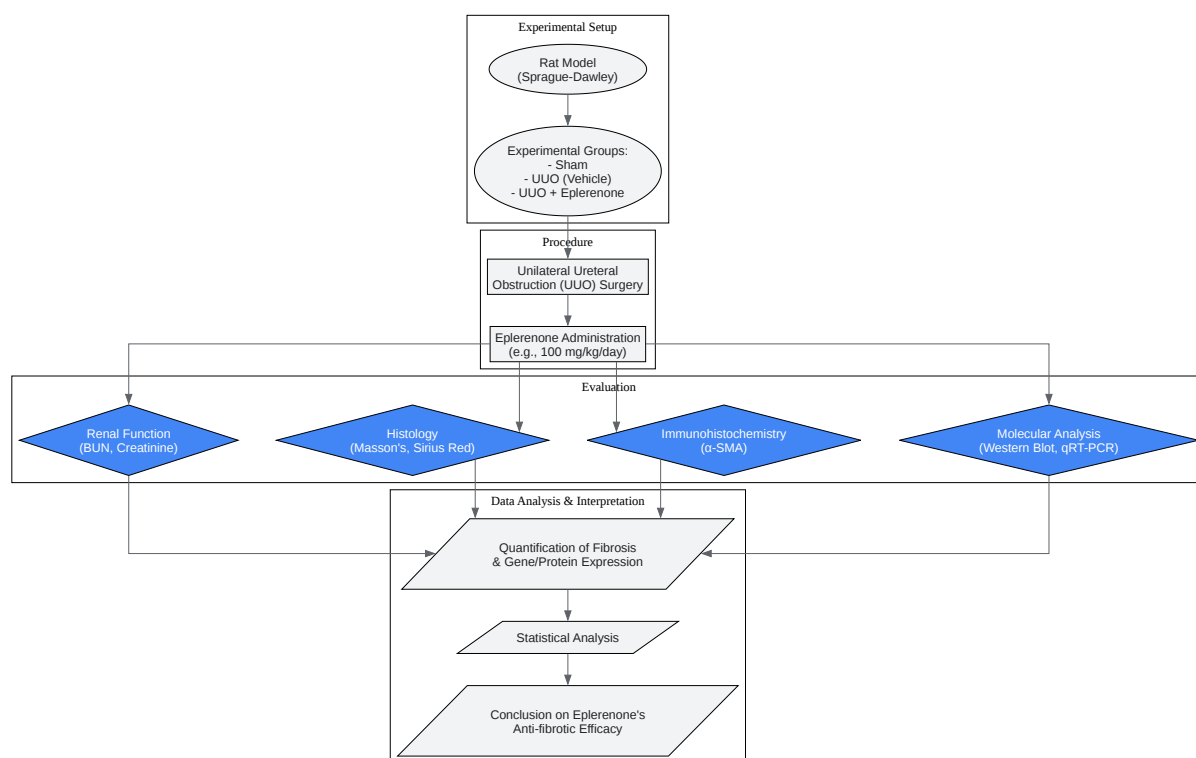 Experimental Setup
Rat Model
(Sprague-Dawley)
Experimental Groups:
- Sham
- UUO (Vehicle)
- UUO + Eplerenone
Procedure
Unilateral Ureteral
Obstruction (UUO) Surgery
Eplerenone Administration
(e.g., 100 mg/kg/day)
Evaluation
Renal Function
(BUN, Creatinine)
Histology
(Masson's, Sirius Red)
Immunohistochemistry
(α-SMA)
Molecular Analysis
(Western Blot, qRT-PCR)
Data Analysis & Interpretation
Quantification of Fibrosis
& Gene/Protein Expression
Statistical Analysis
Conclusion on Eplerenone's
Anti-fibrotic Efficacy